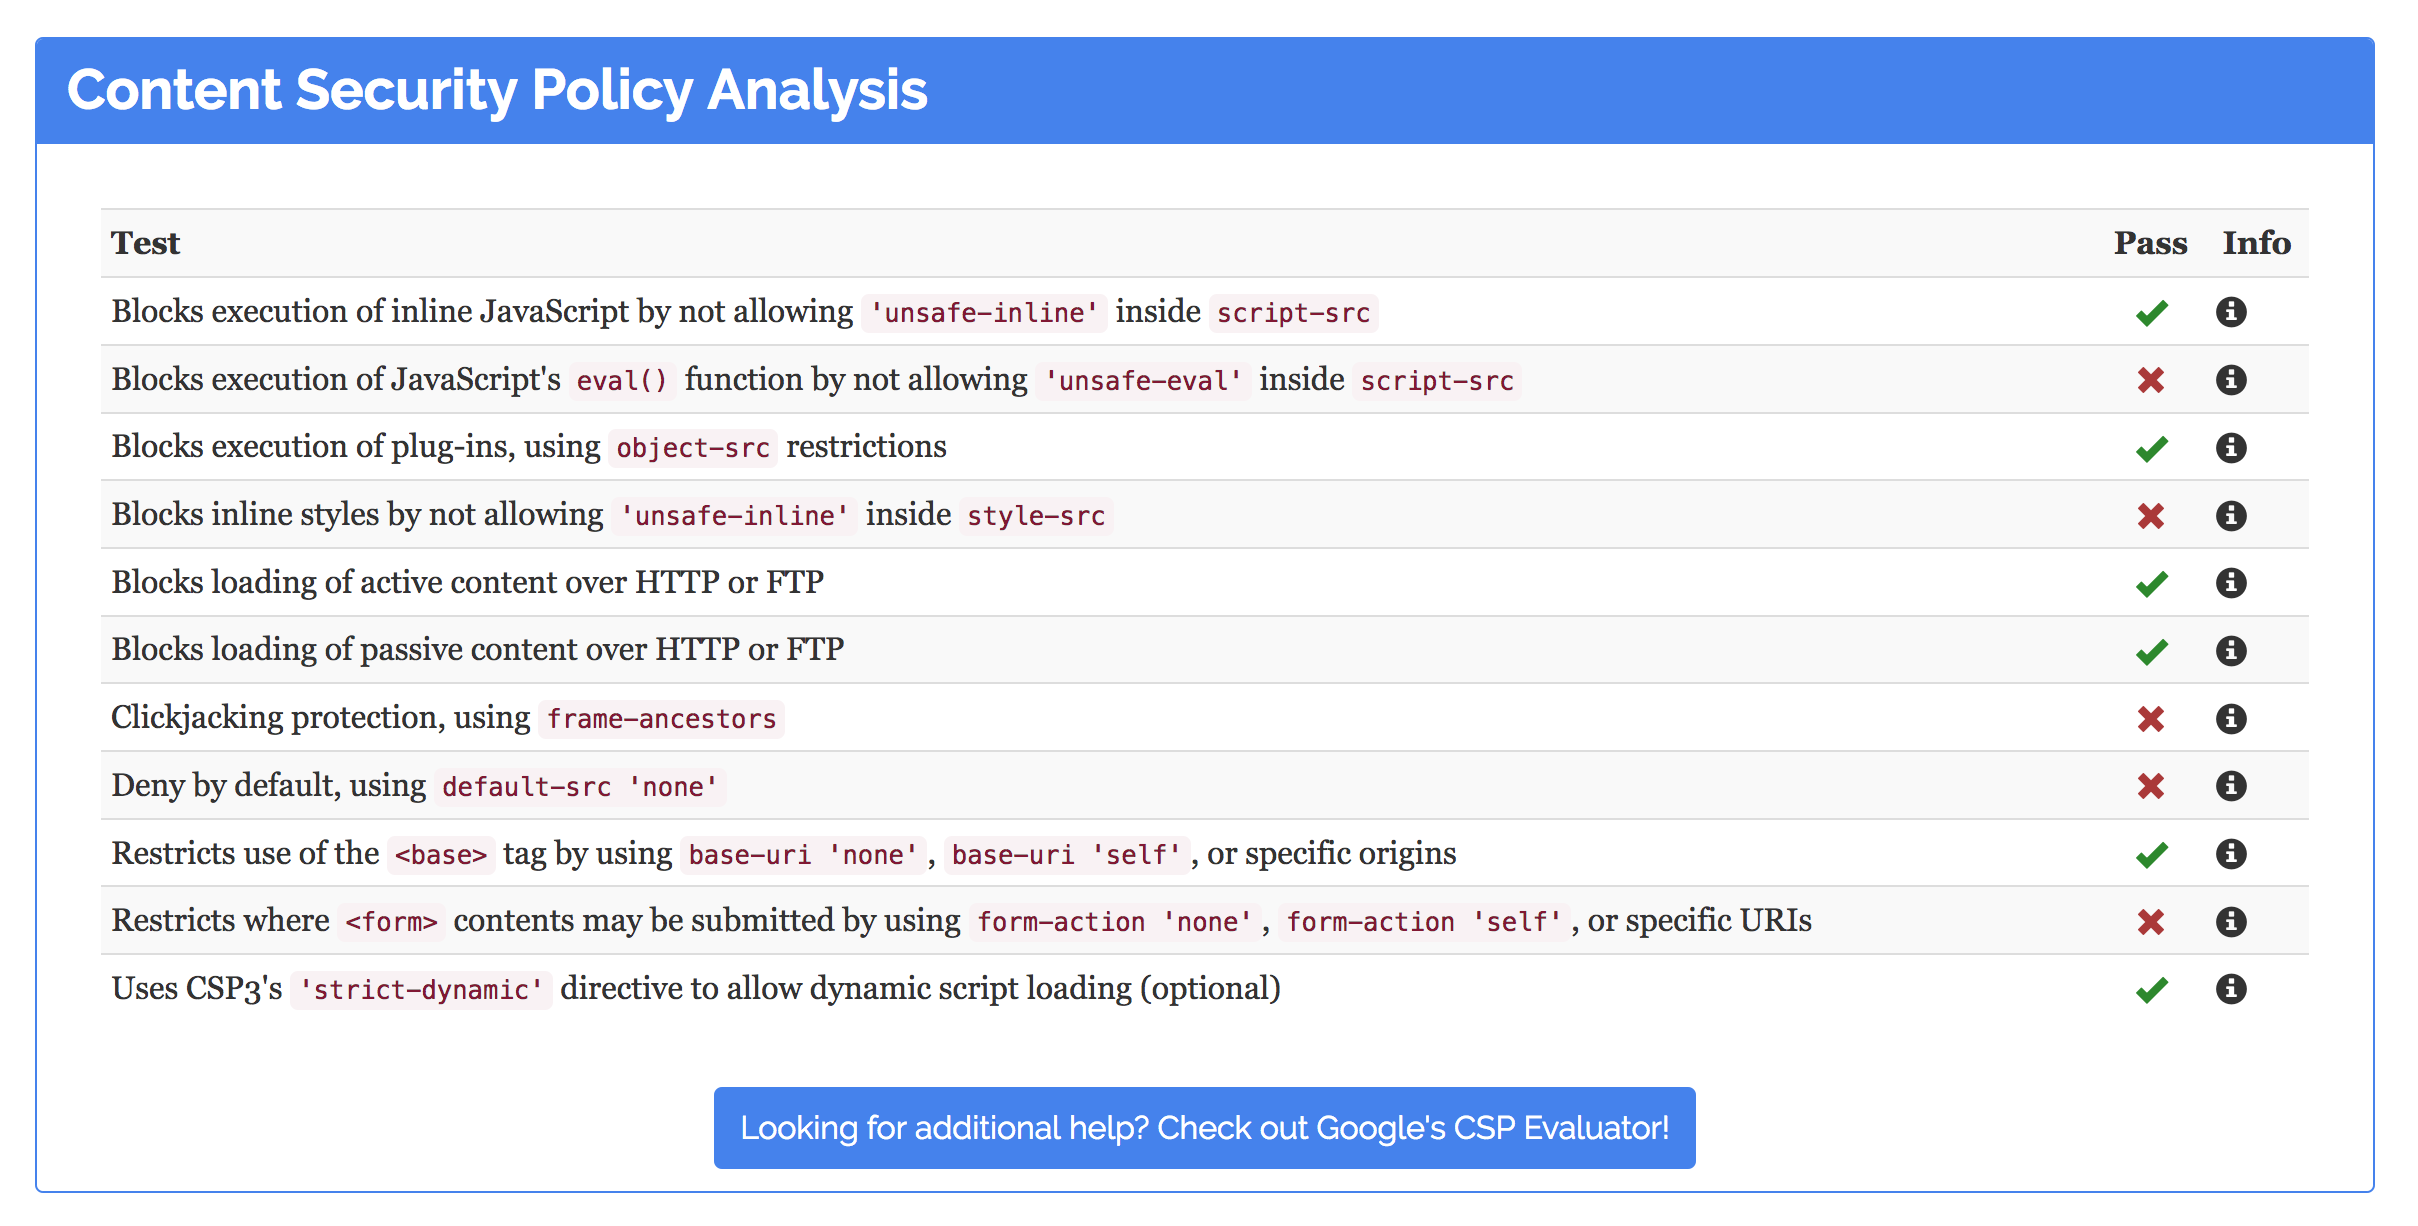 Content Security Policy Analysis
Test Pass Info
Blocks execution of inline JavaScript by not allowing 'unsafe-inline' inside script-src
Blocks execution of JavaScript's eval() function by not allowing 'unsafe-eval' inside script-src
Blocks execution of plug-ins, using object-src restrictions
Blocks inline styles by not allowing 'unsafe-inline' inside style-src
Blocks loading of active content over HTTP or FTP
Blocks loading of passive content over HTTP or FTP
Clickjacking protection, using frame-ancestors
Deny by default, using default-src 'none'
Restricts use of the <base> tag by using base-uri 'none', base-uri 'self', or specific origins
Restricts where <form> contents may be submitted by using form-action 'none', form-action 'self', or specific URIs
Uses CSP3's 'strict-dynamic' directive to allow dynamic script loading (optional)
Looking for additional help? Check out Google's CSP Evaluator!